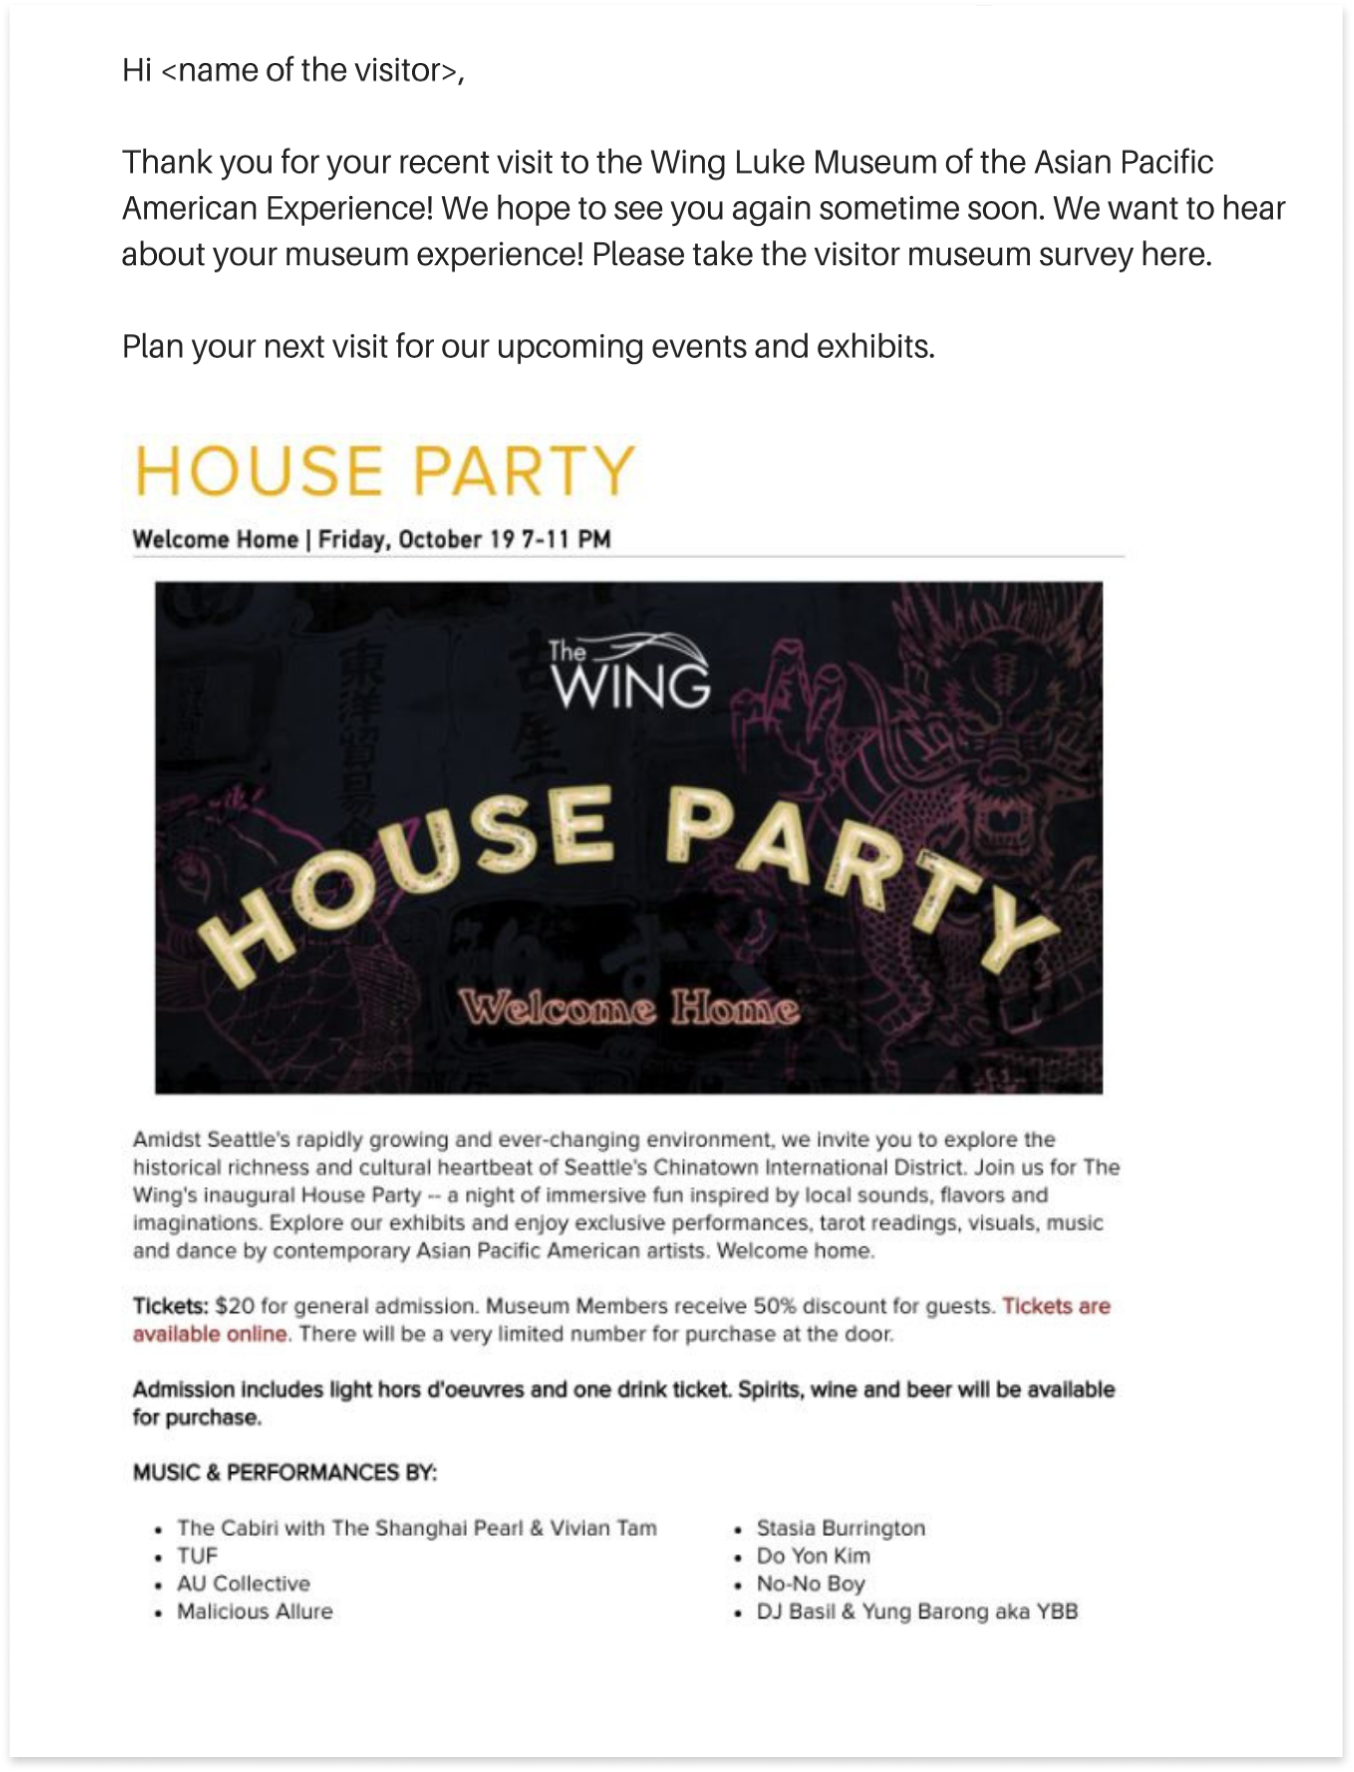 Hi <name of the visitor>,
Thank you for your recent visit to the Wing Luke Museum of the Asian Pacific
American Experience! We hope to see you again sometime soon. We want to hear
about your museum experience! Please take the visitor museum survey here.
Plan your next visit for our upcoming events and exhibits.
HOUSE PARTY
Welcome Home | Friday, October 19 7-11 PM
The
WING
東洋貿易
古屋
HOUSE PARTY
Welcome Home
Amidst Seattle's rapidly growing and ever-changing environment, we invite you to explore the
historical richness and cultural heartbeat of Seattle's Chinatown International District. Join us for The
Wing's inaugural House Party -- a night of immersive fun inspired by local sounds, flavors and
imaginations. Explore our exhibits and enjoy exclusive performances, tarot readings, visuals, music
and dance by contemporary Asian Pacific American artists. Welcome home.
Tickets: $20 for general admission. Museum Members receive 50% discount for guests. Tickets are
available online. There will be a very limited number for purchase at the door.
Admission includes light hors d'oeuvres and one drink ticket. Spirits, wine and beer will be available
for purchase.
MUSIC & PERFORMANCES BY:
• The Cabiri with The Shanghai Pearl & Vivian Tam
• TUF
• AU Collective
• Malicious Allure
• Stasia Burrington
• Do Yon Kim
• No-No Boy
• DJ Basil & Yung Barong aka YBB